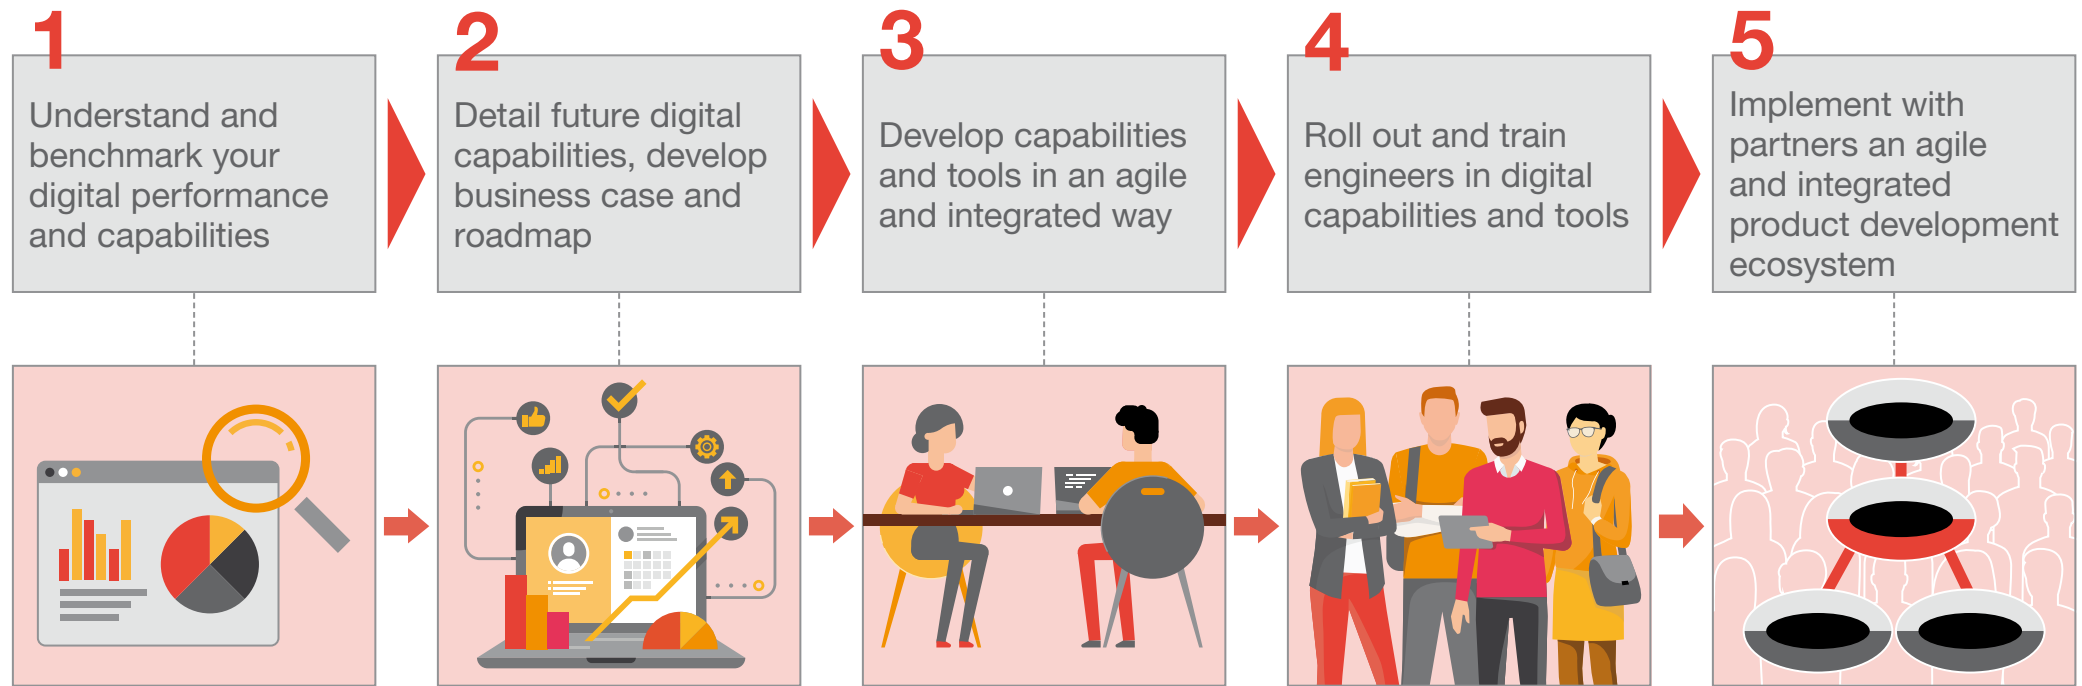 1
Understand and
benchmark your
digital performance
and capabilities
2
Detail future digital
capabilities, develop
business case and
roadmap
3
Develop capabilities
and tools in an agile
and integrated way
4
Roll out and train
engineers in digital
capabilities and tools
5
Implement with
partners an agile
and integrated
product development
ecosystem